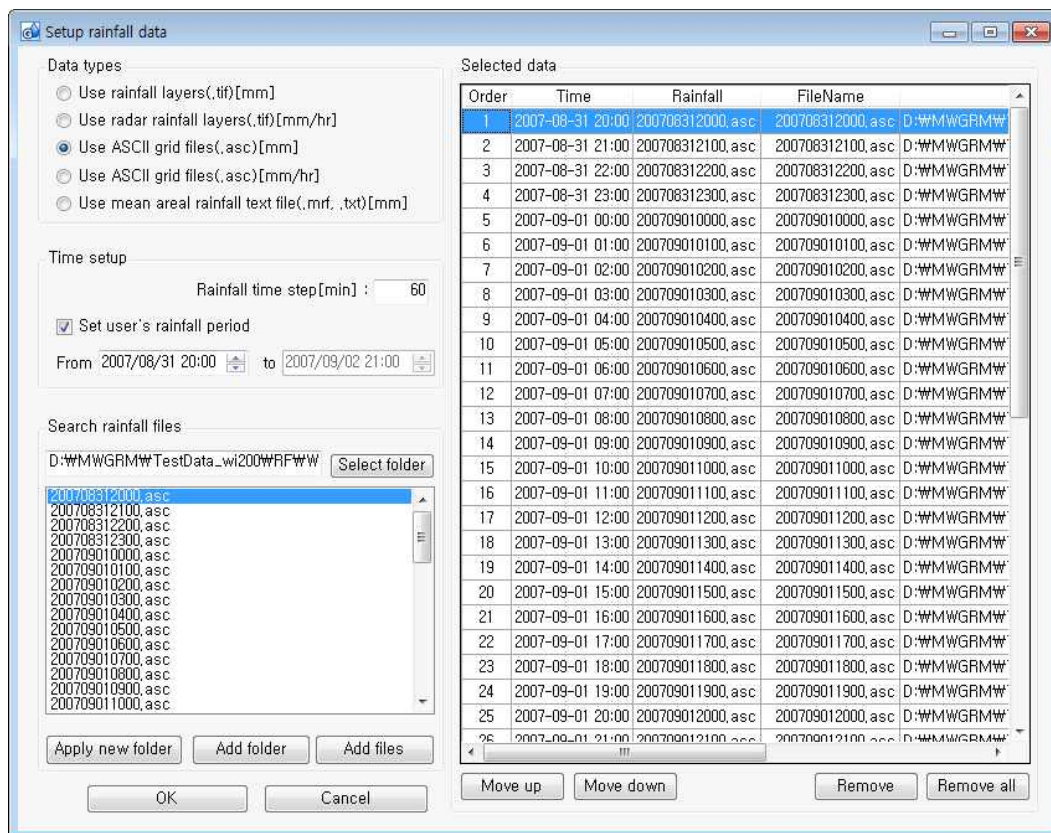 Setup rainfall data
Data types
Use rainfall layers(.tif)[mm]
Use radar rainfall layers(.tif)[mm/hr]
Use ASCII grid files(.asc)[mm]
Use ASCII grid files(.asc)[mm/hr]
Use mean areal rainfall text file(.mrf, .txt)[mm]
Time setup
Rainfall time step[min] : 60
Set user's rainfall period
From 2007/08/31 20:00 to 2007/09/02 21:00
Search rainfall files
D:₩MWGRM₩TestData_wi200₩RF₩W Select folder
200708312000.asc
200708312100.asc
200708312200.asc
200708312300.asc
200709010000.asc
200709010100.asc
200709010200.asc
200709010300.asc
200709010400.asc
200709010500.asc
200709010600.asc
200709010700.asc
200709010800.asc
200709010900.asc
200709011000.asc
Apply new folder Add folder Add files
OK Cancel
Selected data
Order Time Rainfall FileName
1 2007-08-31 20:00 200708312000.asc 200708312000.asc D:₩MWGRM₩
2 2007-08-31 21:00 200708312100.asc 200708312100.asc D:₩MWGRM₩
3 2007-08-31 22:00 200708312200.asc 200708312200.asc D:₩MWGRM₩
4 2007-08-31 23:00 200708312300.asc 200708312300.asc D:₩MWGRM₩
5 2007-09-01 00:00 200709010000.asc 200709010000.asc D:₩MWGRM₩
6 2007-09-01 01:00 200709010100.asc 200709010100.asc D:₩MWGRM₩
7 2007-09-01 02:00 200709010200.asc 200709010200.asc D:₩MWGRM₩
8 2007-09-01 03:00 200709010300.asc 200709010300.asc D:₩MWGRM₩
9 2007-09-01 04:00 200709010400.asc 200709010400.asc D:₩MWGRM₩
10 2007-09-01 05:00 200709010500.asc 200709010500.asc D:₩MWGRM₩
11 2007-09-01 06:00 200709010600.asc 200709010600.asc D:₩MWGRM₩
12 2007-09-01 07:00 200709010700.asc 200709010700.asc D:₩MWGRM₩
13 2007-09-01 08:00 200709010800.asc 200709010800.asc D:₩MWGRM₩
14 2007-09-01 09:00 200709010900.asc 200709010900.asc D:₩MWGRM₩
15 2007-09-01 10:00 200709011000.asc 200709011000.asc D:₩MWGRM₩
16 2007-09-01 11:00 200709011100.asc 200709011100.asc D:₩MWGRM₩
17 2007-09-01 12:00 200709011200.asc 200709011200.asc D:₩MWGRM₩
18 2007-09-01 13:00 200709011300.asc 200709011300.asc D:₩MWGRM₩
19 2007-09-01 14:00 200709011400.asc 200709011400.asc D:₩MWGRM₩
20 2007-09-01 15:00 200709011500.asc 200709011500.asc D:₩MWGRM₩
21 2007-09-01 16:00 200709011600.asc 200709011600.asc D:₩MWGRM₩
22 2007-09-01 17:00 200709011700.asc 200709011700.asc D:₩MWGRM₩
23 2007-09-01 18:00 200709011800.asc 200709011800.asc D:₩MWGRM₩
24 2007-09-01 19:00 200709011900.asc 200709011900.asc D:₩MWGRM₩
25 2007-09-01 20:00 200709012000.asc 200709012000.asc D:₩MWGRM₩
26 2007-09-01 21:00 200709012100.asc 200709012100.asc D:₩MWGRM₩
Move up Move down Remove Remove all